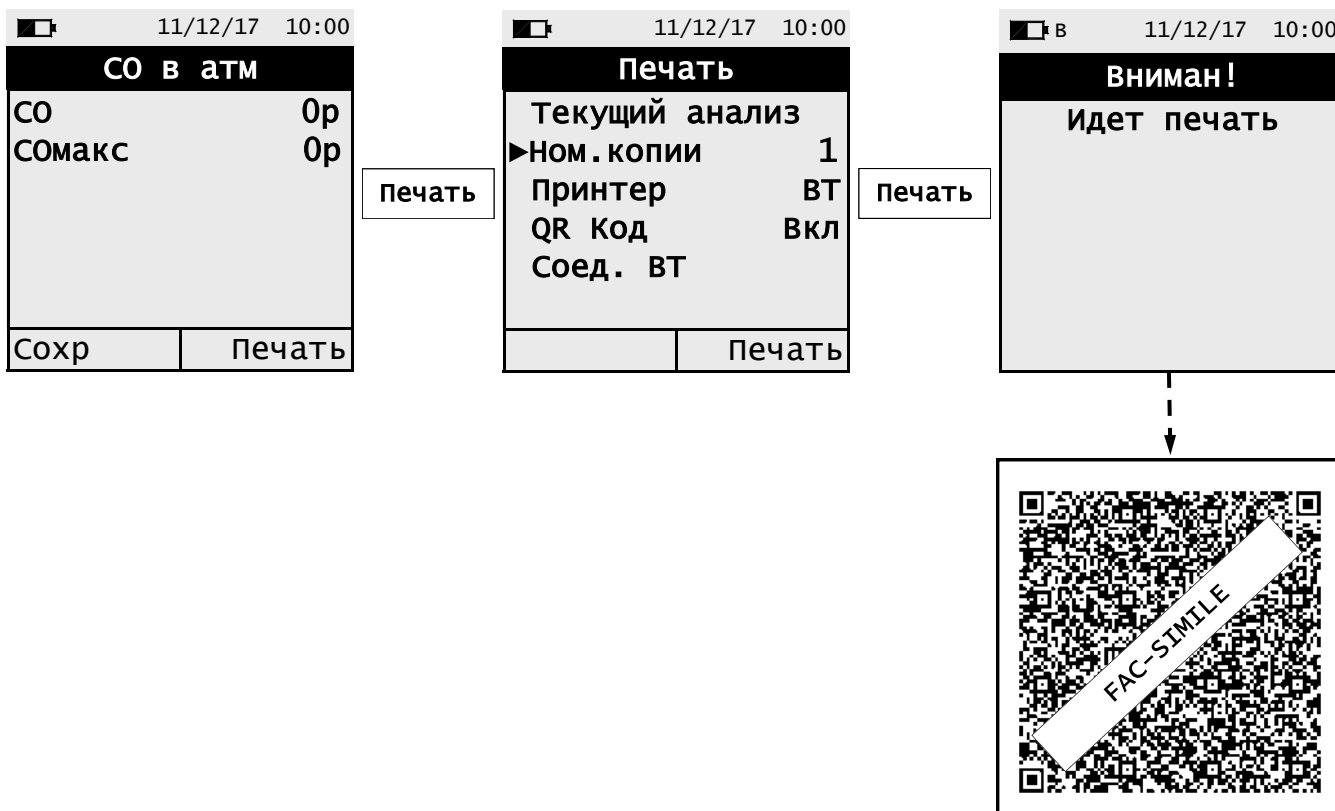 11/12/17 10:00
CO в атм
CO 0p
COмакс 0p
Сохр Печать
Печать
11/12/17 10:00
Печать
Текущий анализ
►Ном.копии 1
Принтер BT
QR Код Вкл
Соед. BT
Печать
Печать
B 11/12/17 10:00
Вниман!
Идет печать
FAC-SIMILE